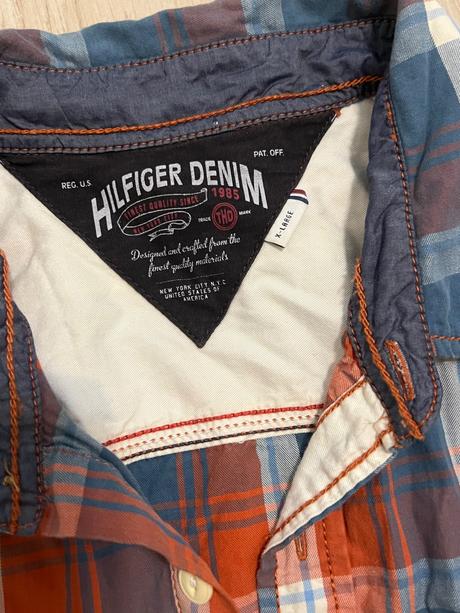 REG. U.S.
PAT. OFF.
HILFIGER DENIM
FINEST QUALITY SINCE
1985
NEW YORK CITY
TRADE
THD
MARK
Designed and crafted from the
finest quality materials
NEW YORK CITY N.Y.C
UNITED STATES OF
AMERICA
X-LARGE